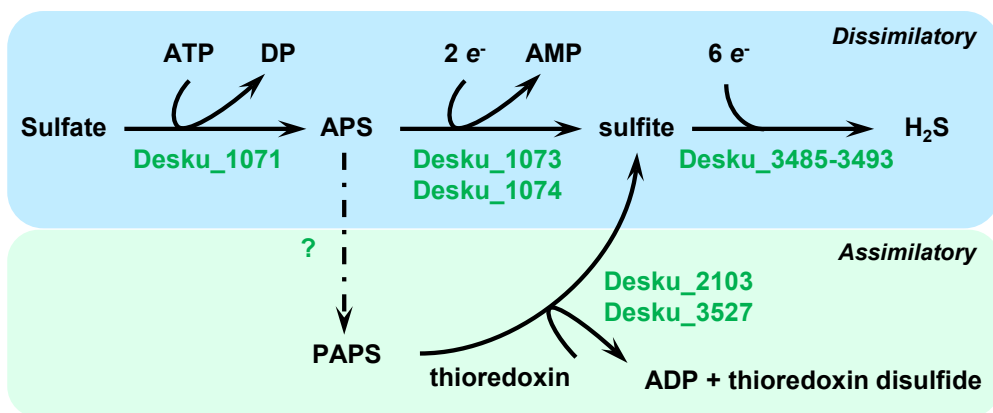 Dissimilatory
ATP DP 2 e- AMP 6 e-
Sulfate APS sulfite H2S
Desku_1071 Desku_1073 Desku_3485-3493
Desku_1074
?
Assimilatory
Desku_2103
Desku_3527
PAPS
thioredoxin ADP + thioredoxin disulfide